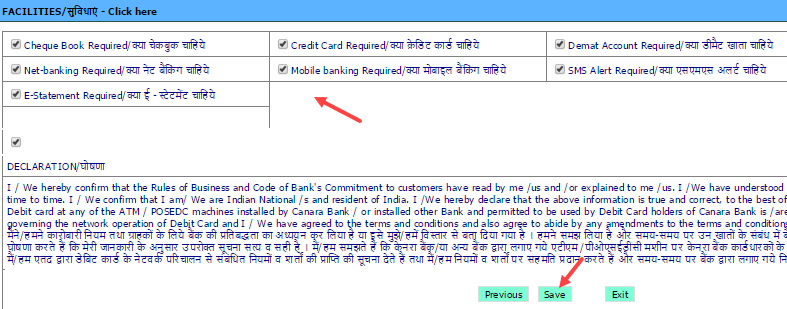 FACILITIES/सुविधाएं - Click here
Cheque Book Required/क्या चेकबुक चाहिये
Credit Card Required/क्या क्रेडिट कार्ड चाहिये
Demat Account Required/क्या डीमैट खाता चाहिये
Net-banking Required/क्या नेट बैंकिंग चाहिये
Mobile banking Required/क्या मोबाइल बैंकिग चाहिये
SMS Alert Required/क्या एसएमएस अलर्ट चाहिये
E-Statement Required/क्या ई - स्टेटमेंट चाहिये
DECLARATION/घोषणा
I / We hereby confirm that the Rules of Business and Code of Bank's Commitment to customers have read by me /us and /or explained to me /us. I /We have understood
time to time. I / We confirm that I am/ We are Indian National /s and resident of India. I /We hereby declare that the above information is true and correct, to the best of
Debit card at any of the ATM / POSEDC machines installed by Canara Bank / or installed other Bank and permitted to be used by Debit Card holders of Canara Bank is /are
governing the network operation of Debit Card and I / We have agreed to the terms and conditions and also agree to abide by any amendments to the terms and condition
मैंने/हमने कारोबारी नियम तथा ग्राहकों के लिये बैंक की प्रतिबद्धता का अध्ययन कर लिया है या इसे मुझे/हमें विस्तार से बता दिया गया है । हमने समझ लिया है और समय-समय पर उन खातों के संबंध में
घोषणा करते हैं कि मेरी जानकारी के अनुसार उपरोक्त सूचना सत्य व सही है । मैं/हम समझते हैं कि केनरा बैंक/या अन्य बैंक द्वारा लगाए गये एटीएम /पीओएसईडीसी मशीन पर केनरा बैंक कार्डधारकों के
मैं/हम एतद्व द्वारा डेबिट कार्ड के नेटवर्क परिचालन से संबंधित नियमों व शर्तों की प्राप्ति की सूचना देते हैं तथा मैं/हम नियमों व शर्तों पर सहमति प्रदान करते हैं और समय-समय पर बैंक द्वारा लगाए गये
Previous Save Exit